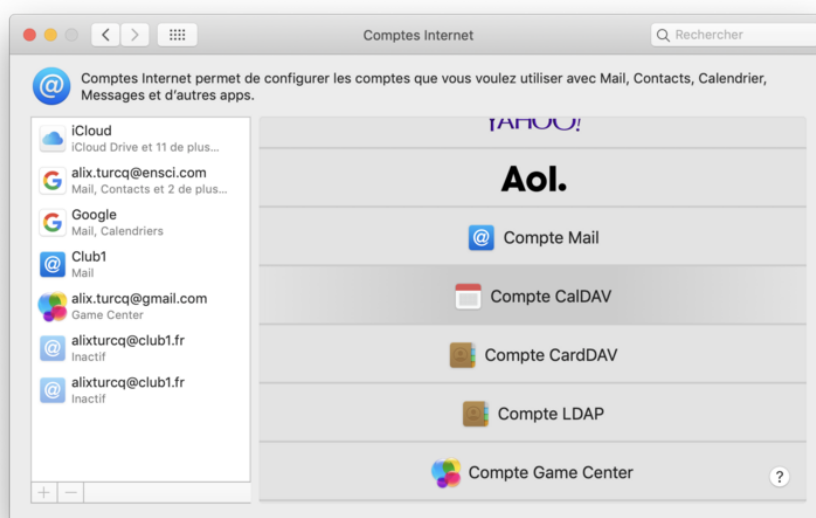 Comptes Internet
Rechercher
Comptes Internet permet de configurer les comptes que vous voulez utiliser avec Mail, Contacts, Calendrier,
Messages et d'autres apps.
iCloud
iCloud Drive et 11 de plus...
alix.turcq@ensci.com
Mail, Contacts et 2 de plus...
Google
Mail, Calendriers
Club1
Mail
alix.turcq@gmail.com
Game Center
alixturcq@club1.fr
Inactif
alixturcq@club1.fr
Inactif
YAHOO!
Aol.
Compte Mail
Compte CalDAV
Compte CardDAV
Compte LDAP
Compte Game Center
?